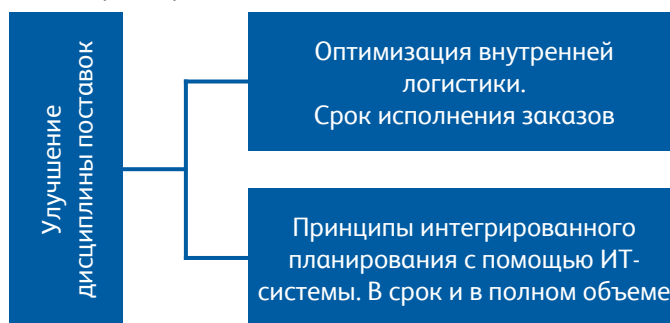 Улучшение
дисциплины поставок
Оптимизация внутренней
логистики.
Срок исполнения заказов
Принципы интегрированного
планирования с помощью ИТ-
системы. В срок и в полном объеме